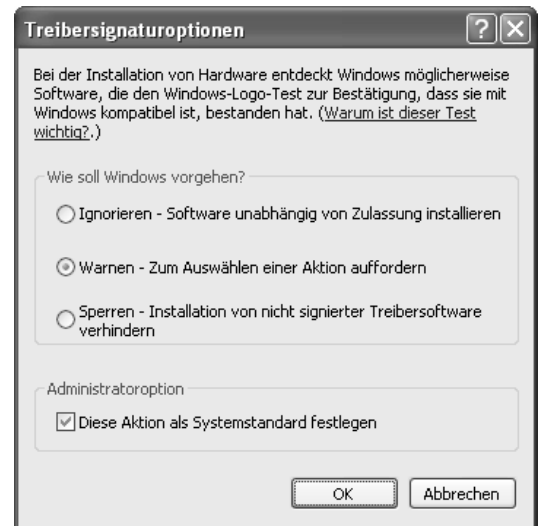 Treibersignaturoptionen
Bei der Installation von Hardware entdeckt Windows möglicherweise
Software, die den Windows-Logo-Test zur Bestätigung, dass sie mit
Windows kompatibel ist, bestanden hat. (Warum ist dieser Test
wichtig?.)
Wie soll Windows vorgehen?
Ignorieren - Software unabhängig von Zulassung installieren
Warnen - Zum Auswählen einer Aktion auffordern
Sperren - Installation von nicht signierter Treibersoftware
verhindern
Administratoroption
Diese Aktion als Systemstandard festlegen
OK Abbrechen